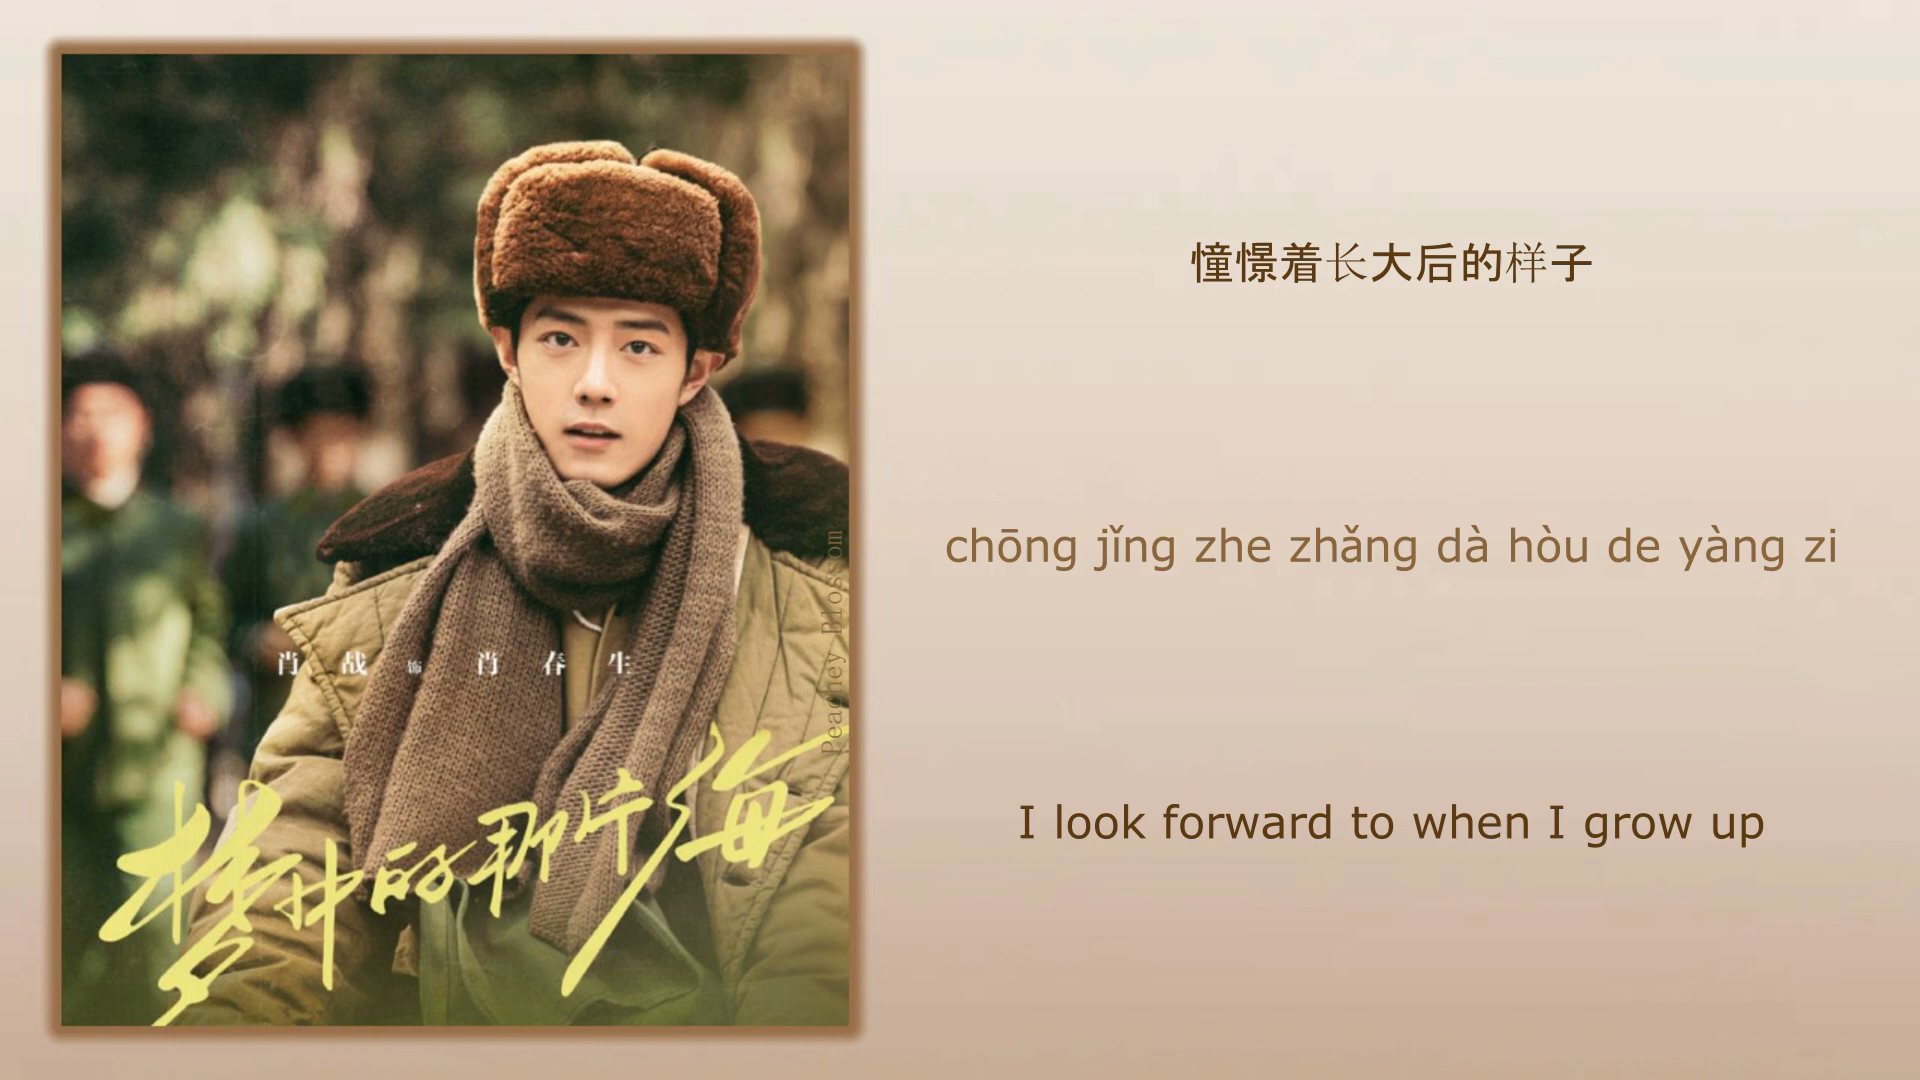 肖战 饰 肖春生
梦中的那片海
Peachey Blossom
憧憬着长大后的样子
chōng jǐng zhe zhǎng dà hòu de yàng zi
I look forward to when I grow up